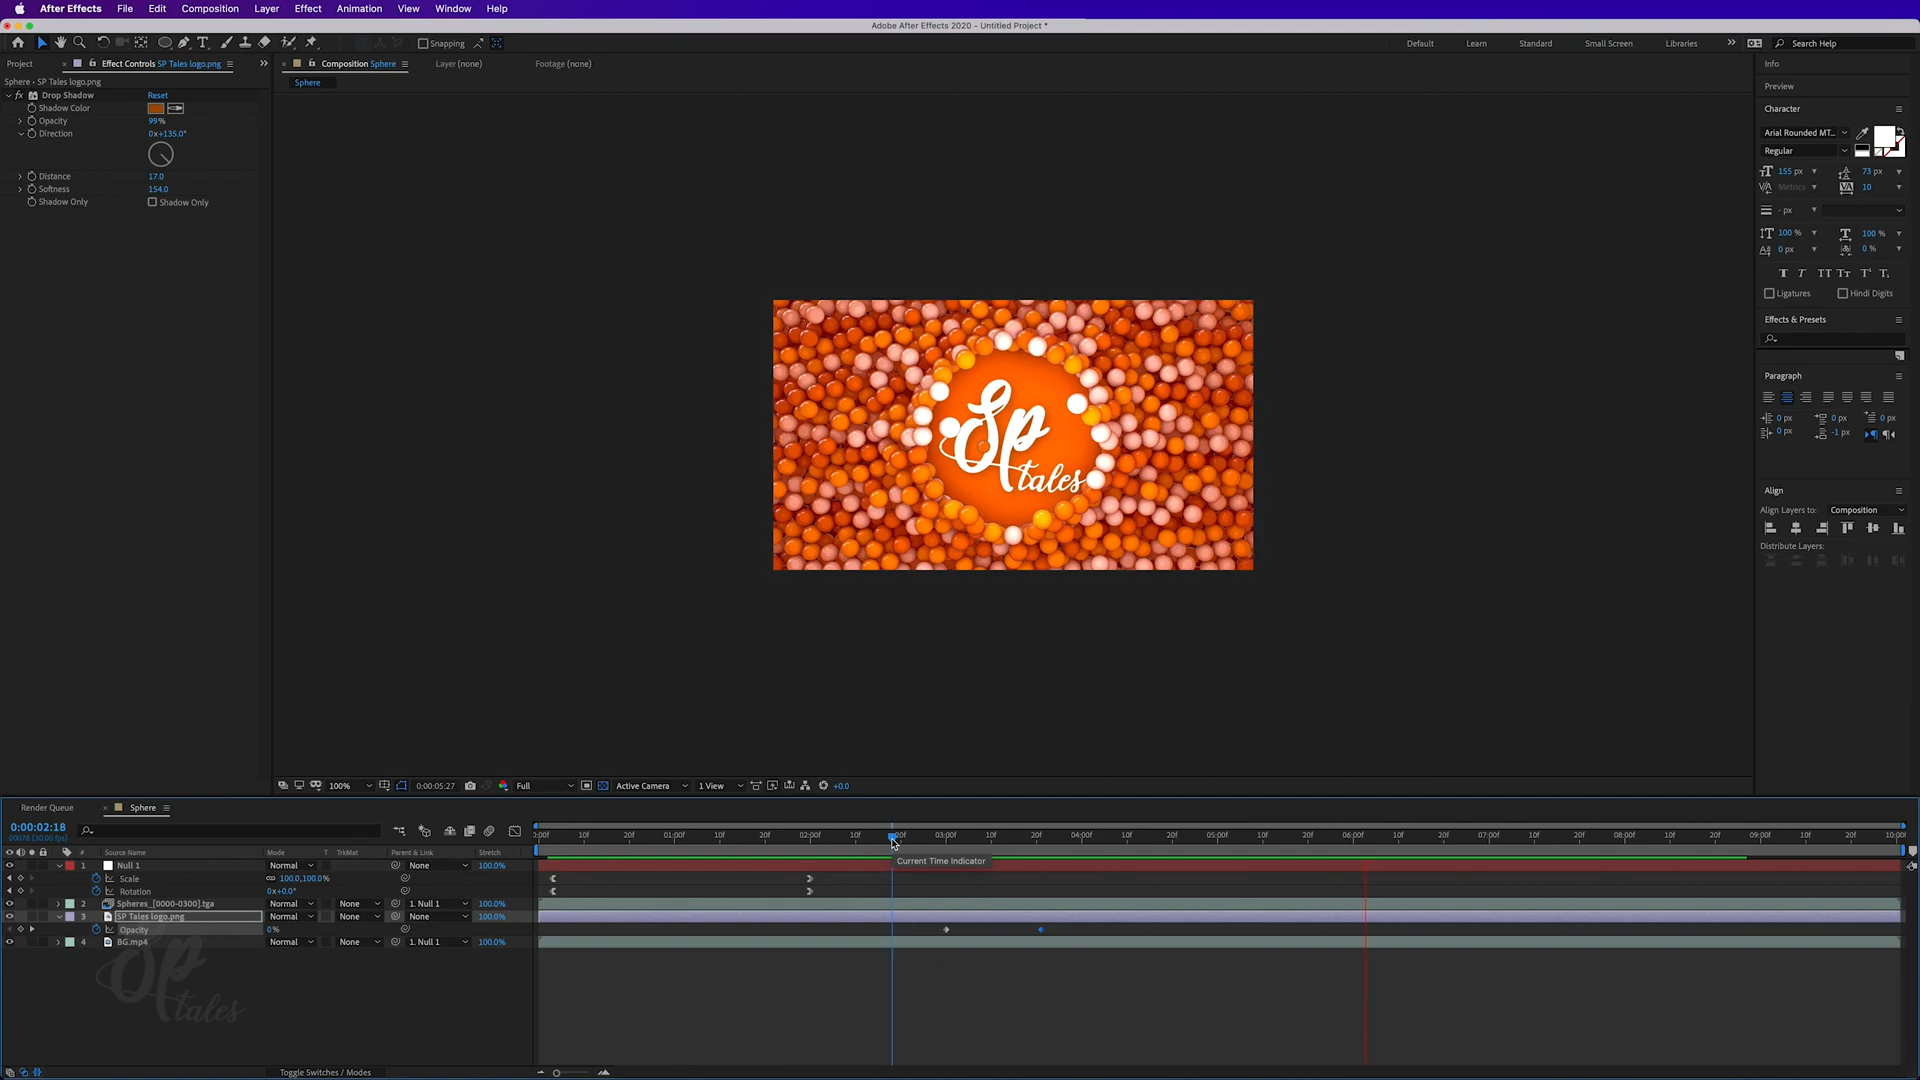 After Effects File Edit Composition Layer Effect Animation View Window Help
Adobe After Effects 2020 - Untitled Project *
Snapping Default Learn Standard Small Screen Libraries Search Help
Project Effect Controls SP Tales logo.png Composition Sphere Layer (none) Footage (none) Info
Sphere • SP Tales logo.png Sphere
fx Drop Shadow Reset Preview
Shadow Color Character
Opacity 99%
Direction 0x+135.0°
Distance 17.0
Softness 154.0
Shadow Only Shadow Only
Arial Rounded MT...
Regular
155 px 73 px
Metrics 10
- px
100 % 100 %
0 px 0 %
Ligatures Hindi Digits
Effects & Presets
Paragraph
0 px 0 px 0 px
0 px -1 px
Align
Align Layers to: Composition
Distribute Layers:
Sp
tales
100% 0:00:05:27 Full Active Camera 1 View +0.0
Render Queue Sphere
0:00:02:18
00078 (30.00 fps)
0:00f 10f 20f 01:00f 10f 20f 02:00f 10f 20f 03:00f 10f 20f 04:00f 10f 20f 05:00f 10f 20f 06:00f 10f 20f 07:00f 10f 20f 08:00f 10f 20f 09:00f 10f 20f 10:00f
# Source Name Mode T TrkMat Parent & Link Stretch
Current Time Indicator
1 Null 1 Normal None 100.0%
Scale 100.0,100.0%
Rotation 0x+0.0°
2 Spheres_[0000-0300].tga Normal None 1. Null 1 100.0%
3 SP Tales logo.png Normal None None 100.0%
Opacity 0%
4 BG.mp4 Normal None 1. Null 1 100.0%
Sp
tales
Toggle Switches / Modes